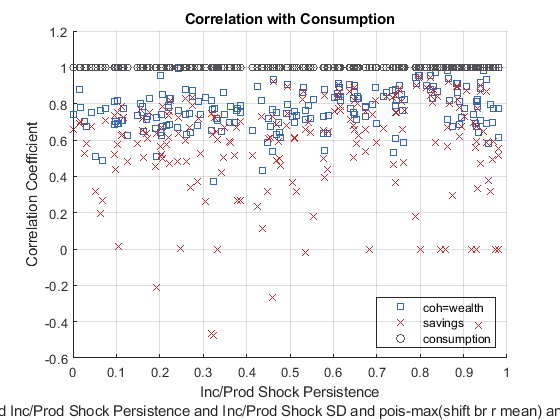 Correlation with Consumption
1.2
1
0.8
0.6
0.4
0.2
0
-0.2
-0.4
-0.6
Correlation Coefficient
coh=wealth
savings
consumption
0 0.1 0.2 0.3 0.4 0.5 0.6 0.7 0.8 0.9 1
Inc/Prod Shock Persistence
d Inc/Prod Shock Persistence and Inc/Prod Shock SD and pois-max(shift br r mean) a